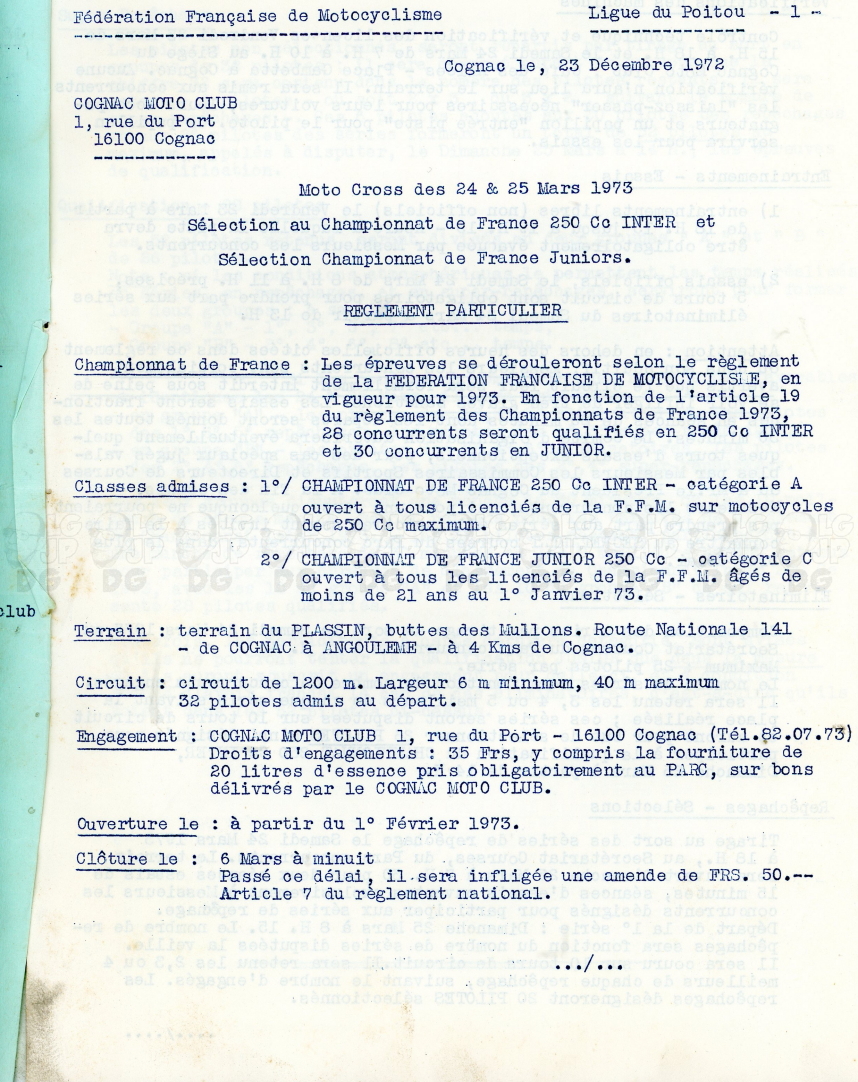 Fédération Française de Motocyclisme Ligue du Poitou - 1 -
Cognac le, 23 Décembre 1972
COGNAC MOTO CLUB
1, rue du Port
16100 Cognac
Moto Cross des 24 & 25 Mars 1973
Sélection au Championnat de France 250 Cc INTER et
Sélection Championnat de France Juniors.
REGLEMENT PARTICULIER
Championnat de France : Les épreuves se dérouleront selon le règlement
de la FEDERATION FRANCAISE DE MOTOCYCLISME, en
vigueur pour 1973. En fonction de l'article 19
du règlement des Championnats de France 1973,
28 concurrents seront qualifiés en 250 Cc INTER
et 30 concurrents en JUNIOR.
Classes admises : 1°/ CHAMPIONNAT DE FRANCE 250 Cc INTER - catégorie A
ouvert à tous licenciés de la F.F.M. sur motocycles
de 250 Cc maximum.
2°/ CHAMPIONNAT DE FRANCE JUNIOR 250 Cc - catégorie C
ouvert à tous les licenciés de la F.F.M. âgés de
moins de 21 ans au 1° Janvier 73.
club
Terrain : terrain du PLASSIN, buttes des Mullons. Route Nationale 141
- de COGNAC à ANGOULEME - à 4 Kms de Cognac.
Circuit : circuit de 1200 m. Largeur 6 m minimum, 40 m maximum
32 pilotes admis au départ.
Engagement : COGNAC MOTO CLUB 1, rue du Port - 16100 Cognac (Tél.82.07.73)
Droits d'engagements : 35 Frs, y compris la fourniture de
20 litres d'essence pris obligatoirement au PARC, sur bons
délivrés par le COGNAC MOTO CLUB.
Ouverture le : à partir du 1° Février 1973.
Clôture le : 6 Mars à minuit
Passé ce délai, il sera infligée une amende de FRS. 50.--
Article 7 du règlement national.
.../...